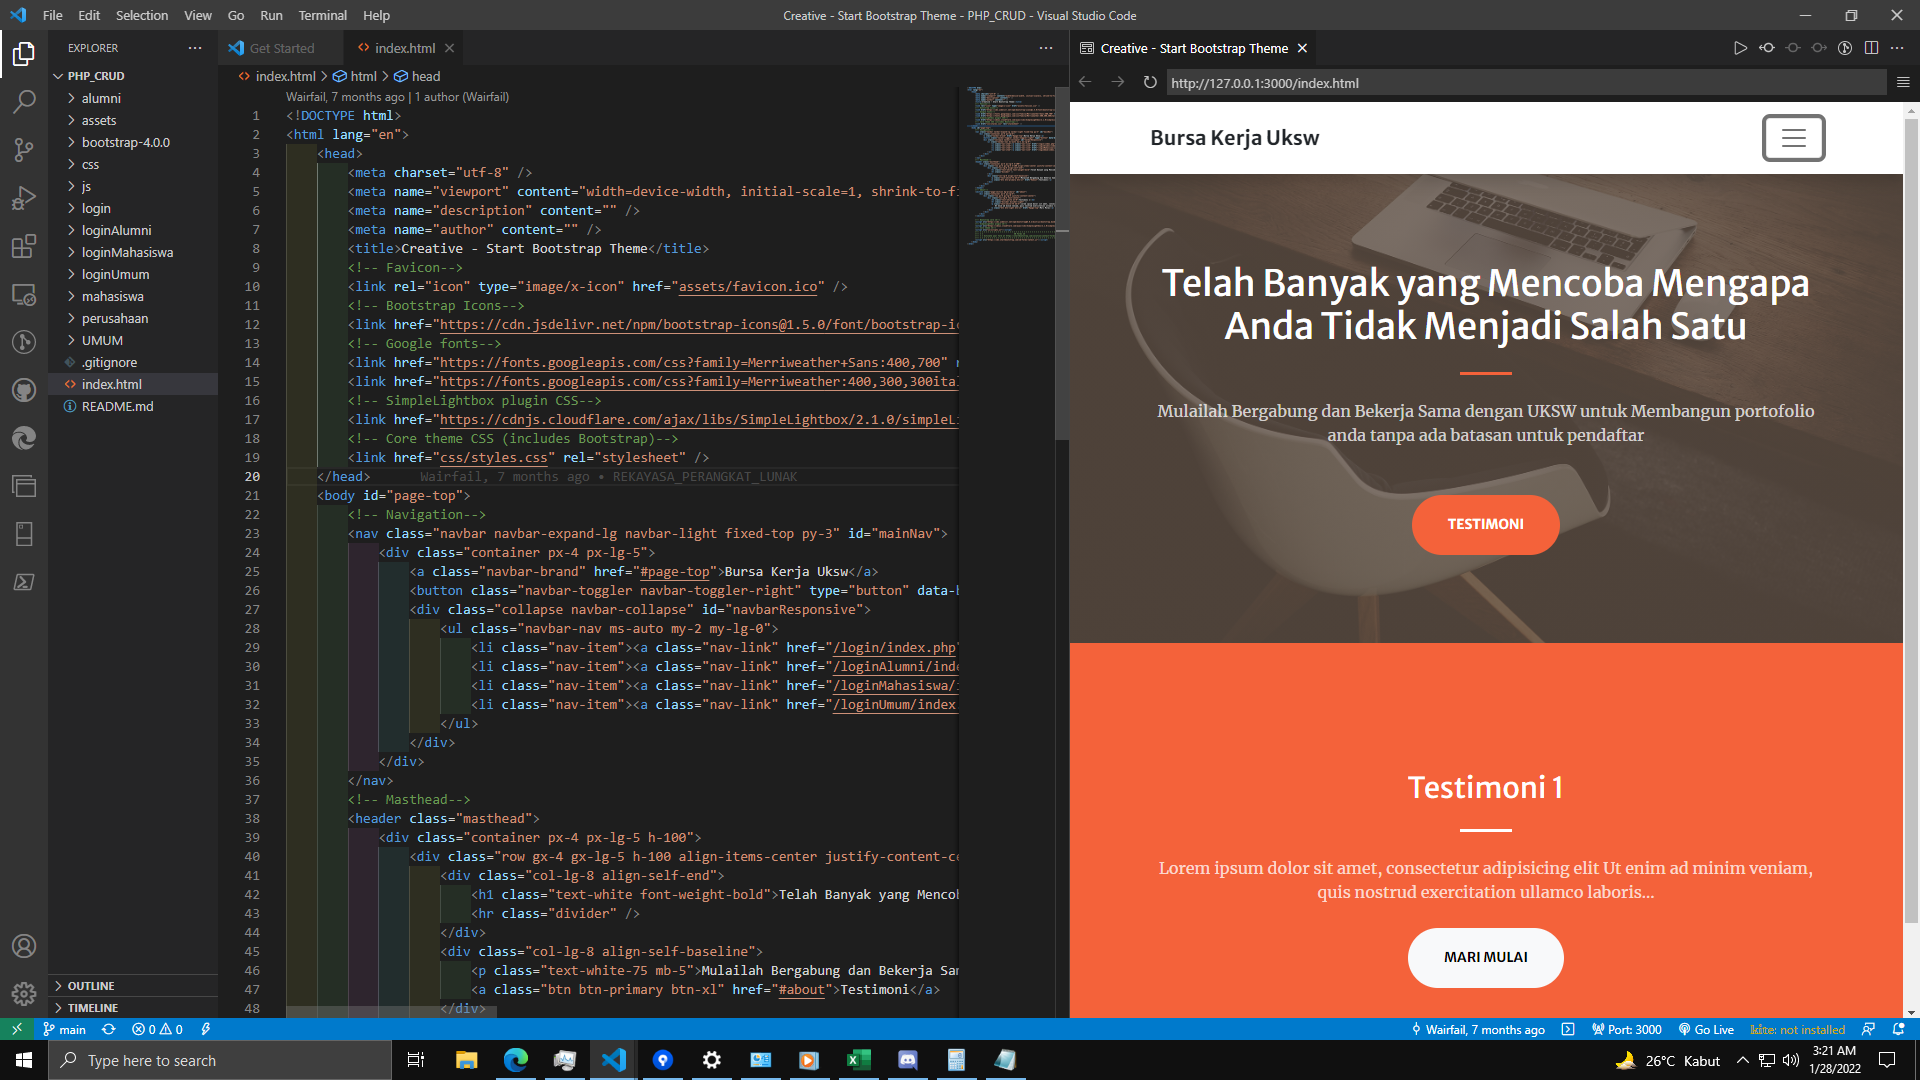 File Edit Selection View Go Run Terminal Help
Creative - Start Bootstrap Theme - PHP_CRUD - Visual Studio Code
EXPLORER
PHP_CRUD
alumni
assets
bootstrap-4.0.0
css
js
login
loginAlumni
loginMahasiswa
loginUmum
mahasiswa
perusahaan
UMUM
.gitignore
index.html
README.md
OUTLINE
TIMELINE
Get Started
index.html
index.html > html > head
Wairfail, 7 months ago | 1 author (Wairfail)
1 <!DOCTYPE html>
2 <html lang="en">
3 <head>
4 <meta charset="utf-8" />
5 <meta name="viewport" content="width=device-width, initial-scale=1, shrink-to-fi
6 <meta name="description" content="" />
7 <meta name="author" content="" />
8 <title>Creative - Start Bootstrap Theme</title>
9 <!-- Favicon-->
10 <link rel="icon" type="image/x-icon" href="assets/favicon.ico" />
11 <!-- Bootstrap Icons-->
12 <link href="https://cdn.jsdelivr.net/npm/bootstrap-icons@1.5.0/font/bootstrap-ic
13 <!-- Google fonts-->
14 <link href="https://fonts.googleapis.com/css?family=Merriweather+Sans:400,700" r
15 <link href="https://fonts.googleapis.com/css?family=Merriweather:400,300,300ital
16 <!-- SimpleLightbox plugin CSS-->
17 <link href="https://cdnjs.cloudflare.com/ajax/libs/SimpleLightbox/2.1.0/simpleLi
18 <!-- Core theme CSS (includes Bootstrap)-->
19 <link href="css/styles.css" rel="stylesheet" />
20 </head> Wairfail, 7 months ago • REKAYASA_PERANGKAT_LUNAK
21 <body id="page-top">
22 <!-- Navigation-->
23 <nav class="navbar navbar-expand-lg navbar-light fixed-top py-3" id="mainNav">
24 <div class="container px-4 px-lg-5">
25 <a class="navbar-brand" href="#page-top">Bursa Kerja Uksw</a>
26 <button class="navbar-toggler navbar-toggler-right" type="button" data-b
27 <div class="collapse navbar-collapse" id="navbarResponsive">
28 <ul class="navbar-nav ms-auto my-2 my-lg-0">
29 <li class="nav-item"><a class="nav-link" href="/login/index.php"
30 <li class="nav-item"><a class="nav-link" href="/loginAlumni/inde
31 <li class="nav-item"><a class="nav-link" href="/loginMahasiswa/i
32 <li class="nav-item"><a class="nav-link" href="/loginUmum/index.
33 </ul>
34 </div>
35 </div>
36 </nav>
37 <!-- Masthead-->
38 <header class="masthead">
39 <div class="container px-4 px-lg-5 h-100">
40 <div class="row gx-4 gx-lg-5 h-100 align-items-center justify-content-ce
41 <div class="col-lg-8 align-self-end">
42 <h1 class="text-white font-weight-bold">Telah Banyak yang Mencob
43 <hr class="divider" />
44 </div>
45 <div class="col-lg-8 align-self-baseline">
46 <p class="text-white-75 mb-5">Mulailah Bergabung dan Bekerja Sam
47 <a class="btn btn-primary btn-xl" href="#about">Testimoni</a>
48 </div>
Creative - Start Bootstrap Theme
http://127.0.0.1:3000/index.html
Bursa Kerja Uksw
Telah Banyak yang Mencoba Mengapa
Anda Tidak Menjadi Salah Satu
Mulailah Bergabung dan Bekerja Sama dengan UKSW untuk Membangun portofolio
anda tanpa ada batasan untuk pendaftar
TESTIMONI
Testimoni 1
Lorem ipsum dolor sit amet, consectetur adipisicing elit Ut enim ad minim veniam,
quis nostrud exercitation ullamco laboris...
MARI MULAI
main 0 0
Wairfail, 7 months ago Port: 3000 Go Live kite: not installed
Type here to search
26°C Kabut
3:21 AM
1/28/2022